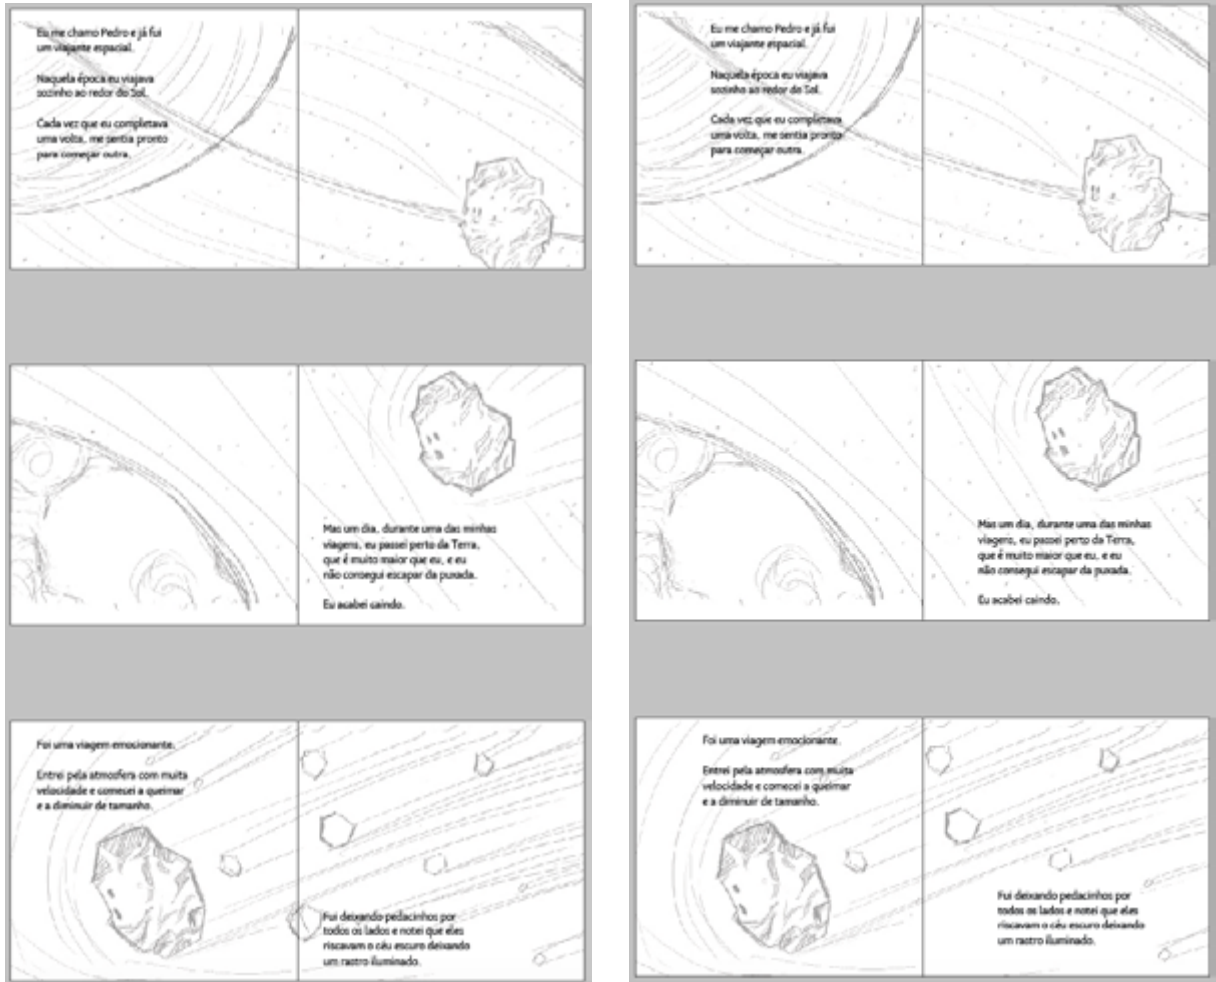 Eu me chamo Pedro e já fui
um viajante espacial.
Naquela época eu viajava
sozinho ao redor do Sol.
Cada vez que eu completava
uma volta, me sentia pronto
para começar outra.
Mas um dia, durante uma das minhas
viagens, eu passei perto da Terra,
que é muito maior que eu, e eu
não consegui escapar da puxada.
Eu acabei caindo.
Foi uma viagem emocionante.
Entrei pela atmosfera com muita
velocidade e comecei a queimar
e a diminuir de tamanho.
Fui deixando pedacinhos por
todos os lados e notei que eles
riscavam o céu escuro deixando
um rastro iluminado.
Eu me chamo Pedro e já fui
um viajante espacial.
Naquela época eu viajava
sozinho ao redor do Sol.
Cada vez que eu completava
uma volta, me sentia pronto
para começar outra.
Mas um dia, durante uma das minhas
viagens, eu passei perto da Terra,
que é muito maior que eu, e eu
não consegui escapar da puxada.
Eu acabei caindo.
Foi uma viagem emocionante.
Entrei pela atmosfera com muita
velocidade e comecei a queimar
e a diminuir de tamanho.
Fui deixando pedacinhos por
todos os lados e notei que eles
riscavam o céu escuro deixando
um rastro iluminado.